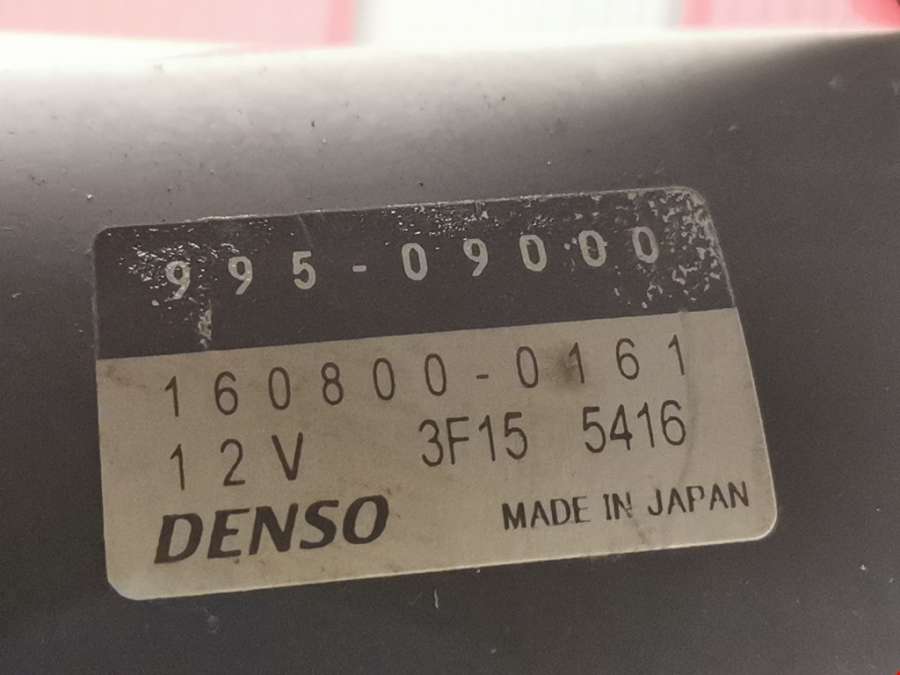 995-09000
160800-0161
12V 3F15 5416
DENSO MADE IN JAPAN